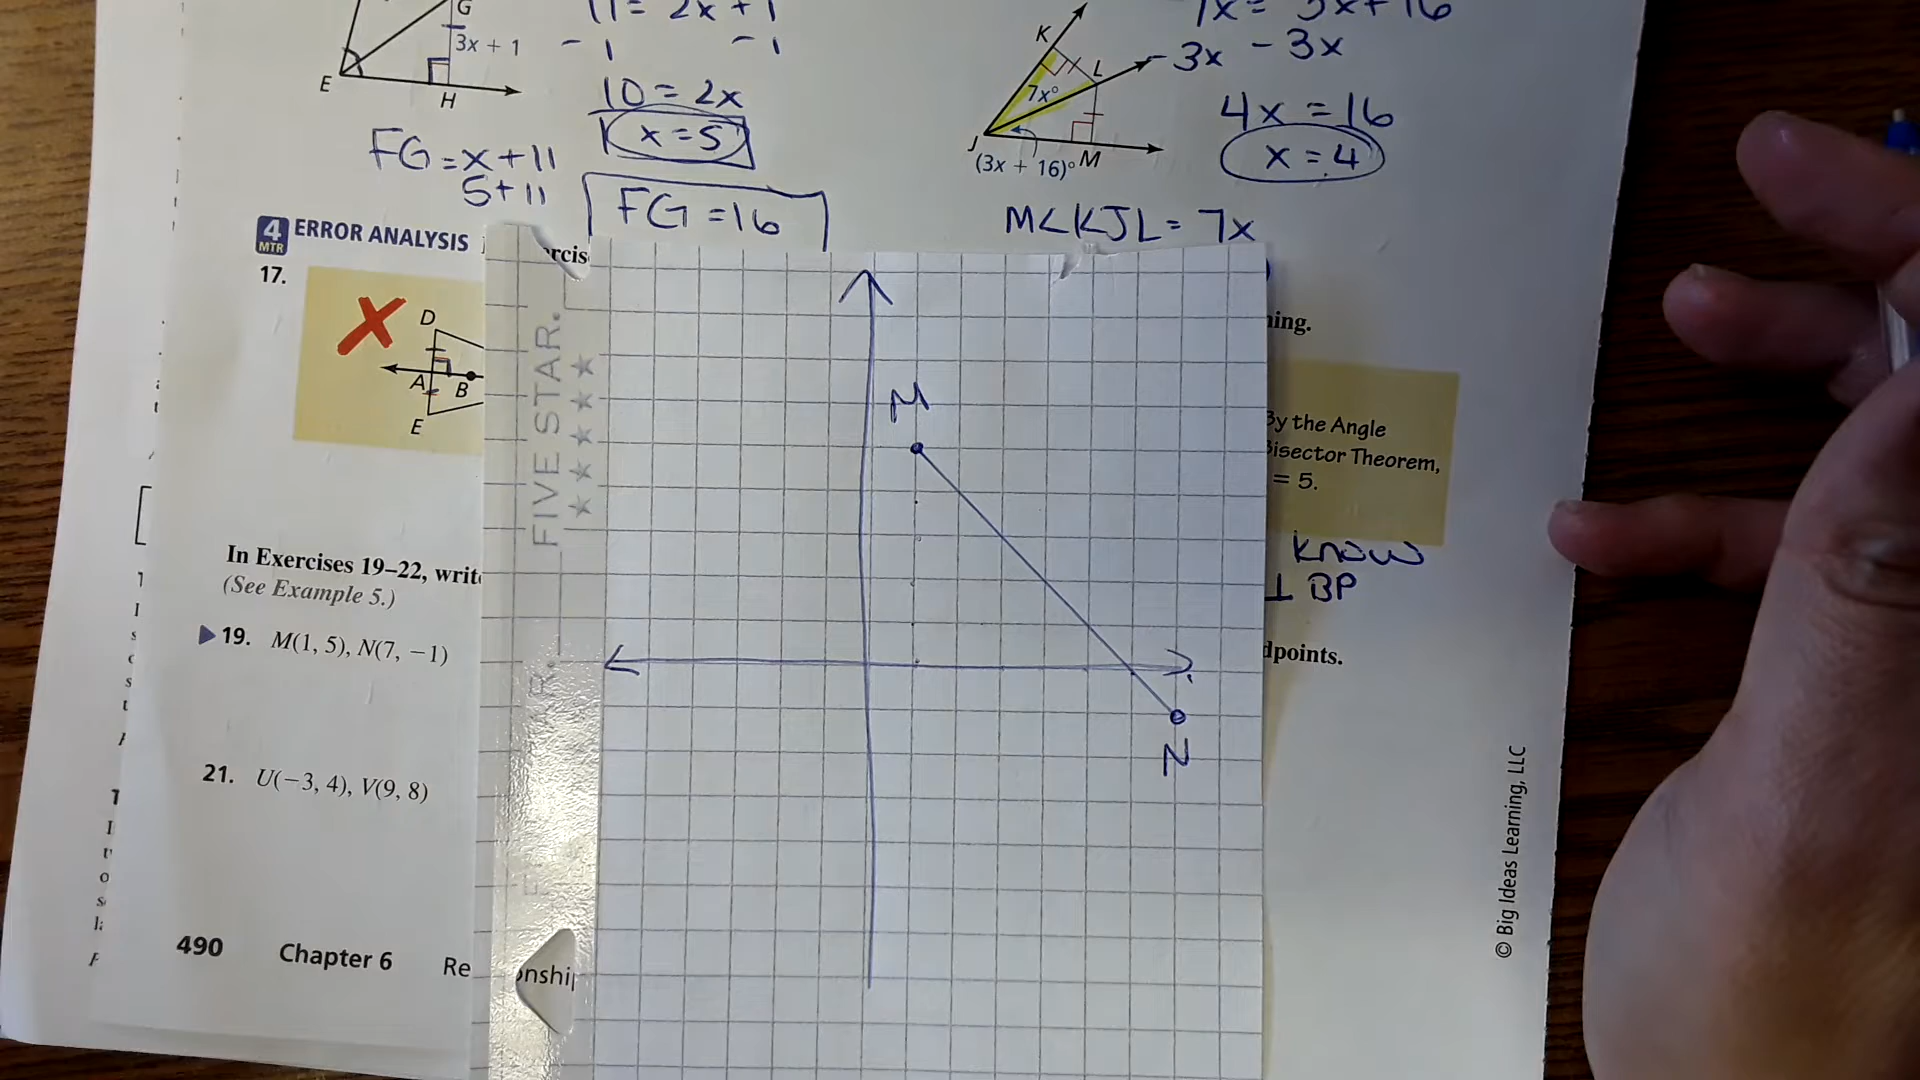 G
3x + 1
E
H
11 = 2x + 1
- 1 - 1
10 = 2x
x = 5
FG = x + 11
5 + 11
FG = 16
K
L
7x°
J
(3x + 16)°
M
7x = 3x + 16
- 3x - 3x
4x = 16
x = 4
M<KJL = 7x
4
MTR
ERROR ANALYSIS
17.
D
A
B
E
By the Angle
Bisector Theorem,
= 5.
know
⊥ BP
In Exercises 19–22,
(See Example 5.)
dpoints.
19. M(1, 5), N(7, −1)
21. U(−3, 4), V(9, 8)
490 Chapter 6 Re
onshi
FIVE STAR.
M
N
© Big Ideas Learning, LLC